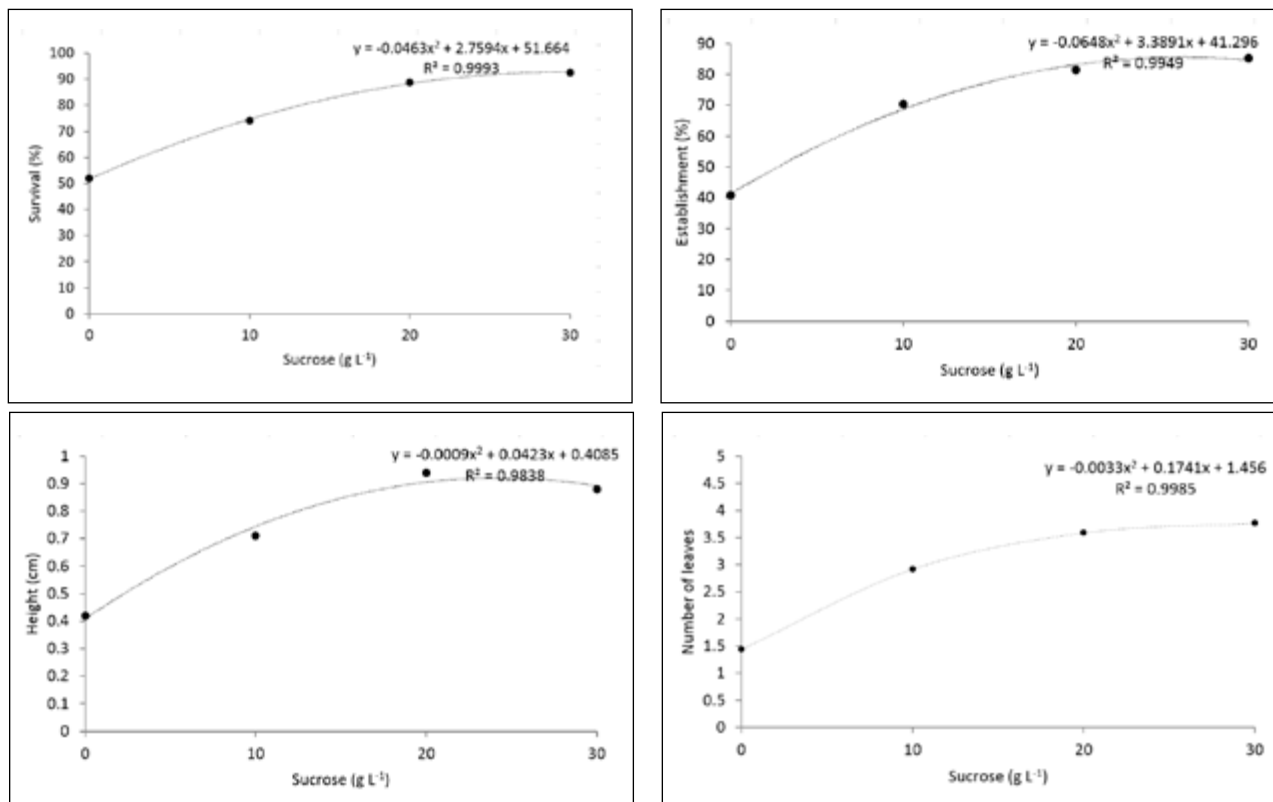 y = -0.0463x² + 2.7594x + 51.664
R² = 0.9993
100
90
80
70
60
50
40
30
20
10
0
Survival (%)
0 10 20 30
Sucrose (g L⁻¹)
y = -0.0648x² + 3.3891x + 41.296
R² = 0.9949
90
80
70
60
50
40
30
20
10
0
Establishment (%)
0 10 20 30
Sucrose (g L⁻¹)
y = -0.0009x² + 0.0423x + 0.4085
R² = 0.9838
1
0.9
0.8
0.7
0.6
0.5
0.4
0.3
0.2
0.1
0
Height (cm)
0 10 20 30
Sucrose (g L⁻¹)
y = -0.0033x² + 0.1741x + 1.456
R² = 0.9985
5
4.5
4
3.5
3
2.5
2
1.5
1
0.5
0
Number of leaves
0 10 20 30
Sucrose (g L⁻¹)